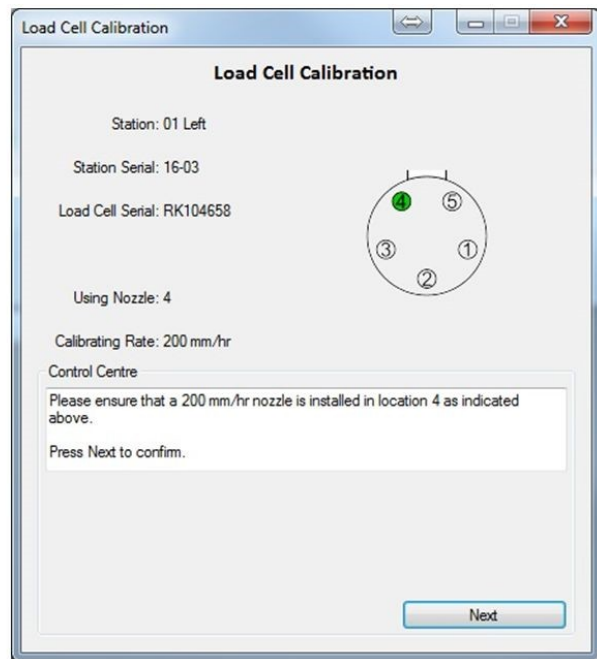 Load Cell Calibration
Load Cell Calibration
Station: 01 Left
Station Serial: 16-03
Load Cell Serial: RK104658
4 5
3 1
2
Using Nozzle: 4
Calibrating Rate: 200 mm/hr
Control Centre
Please ensure that a 200 mm/hr nozzle is installed in location 4 as indicated
above.
Press Next to confirm.
Next